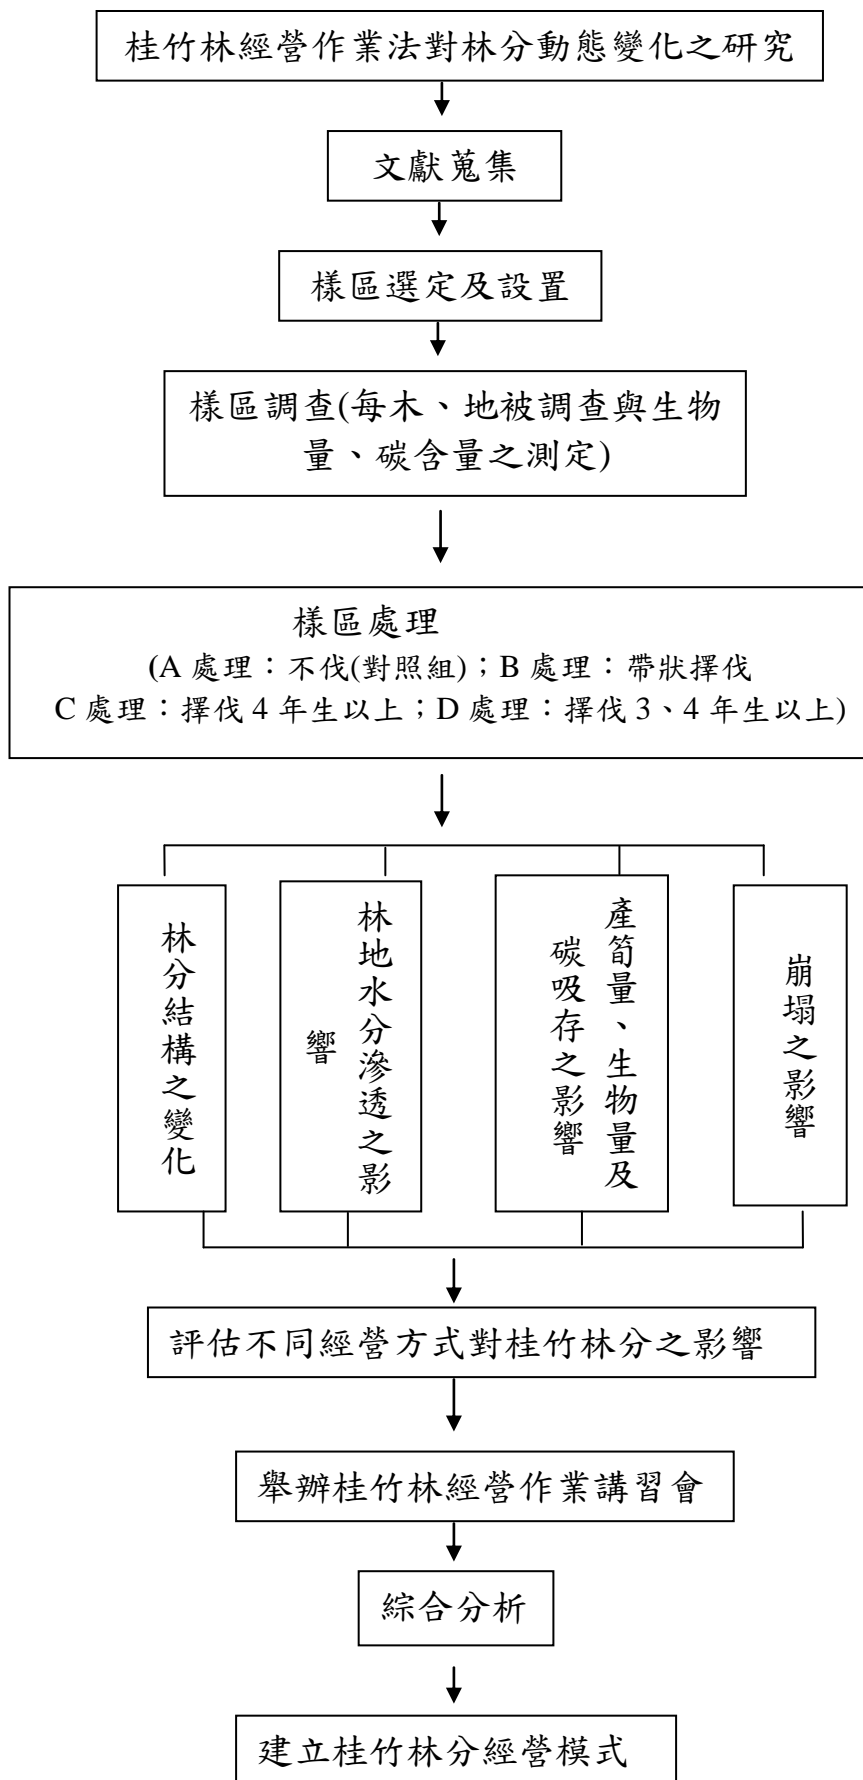 桂竹林經營作業法對林分動態變化之研究
文獻蒐集
樣區選定及設置
樣區調查(每木、地被調查與生物
量、碳含量之測定)
樣區處理
(A 處理：不伐(對照組)；B 處理：帶狀擇伐
C 處理：擇伐 4 年生以上；D 處理：擇伐 3、4 年生以上)
林分結構之變化
林地水分滲透之影
響
產筍量、生物量及
碳吸存之影響
崩塌之影響
評估不同經營方式對桂竹林分之影響
舉辦桂竹林經營作業講習會
綜合分析
建立桂竹林分經營模式